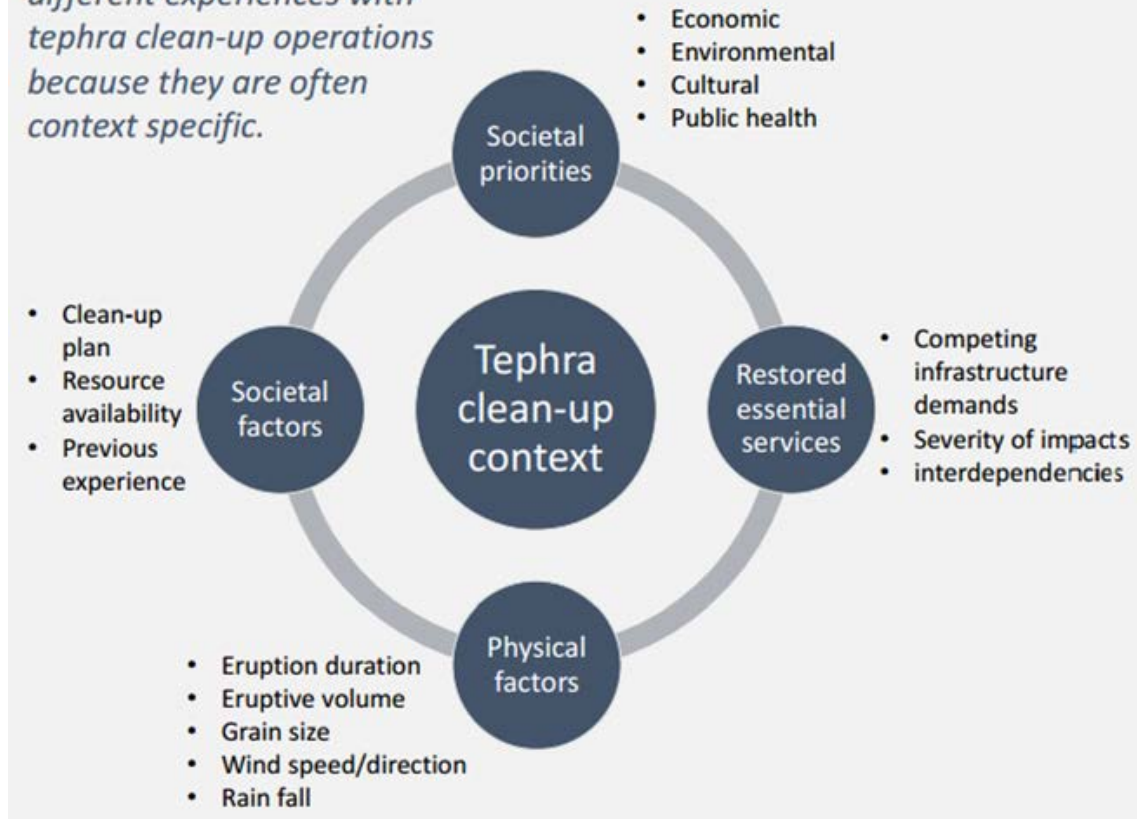 different experiences with
tephra clean-up operations
because they are often
context specific.
• Economic
• Environmental
• Cultural
• Public health
Societal
priorities
• Clean-up
plan
• Resource
availability
• Previous
experience
Societal
factors
Tephra
clean-up
context
Restored
essential
services
• Competing
infrastructure
demands
• Severity of impacts
• interdependencies
Physical
factors
• Eruption duration
• Eruptive volume
• Grain size
• Wind speed/direction
• Rain fall